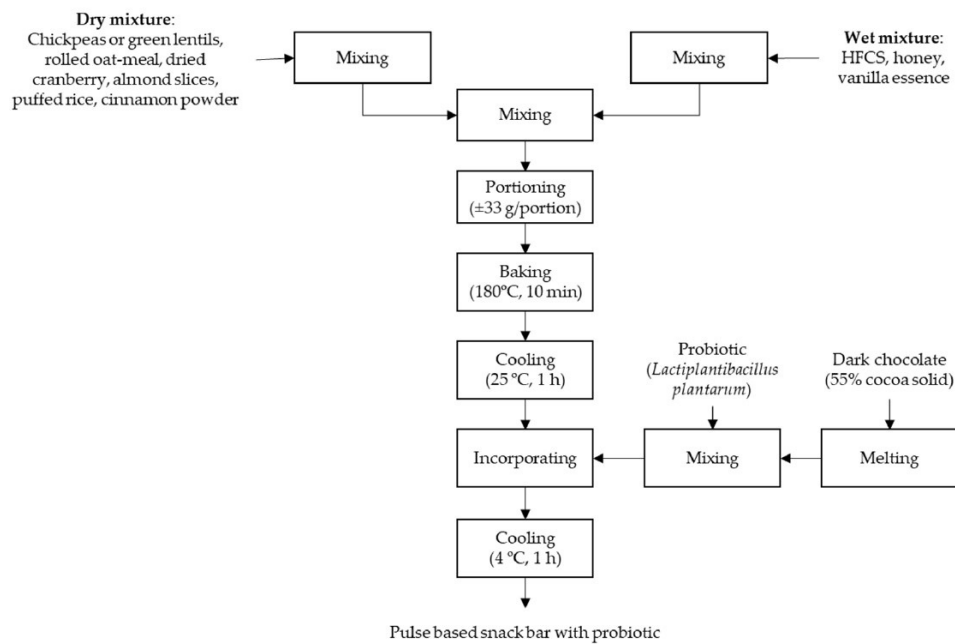 Dry mixture:
Chickpeas or green lentils,
rolled oat-meal, dried
cranberry, almond slices,
puffed rice, cinnamon powder
Mixing
Mixing
Wet mixture:
HFCS, honey,
vanilla essence
Mixing
Portioning
(±33 g/portion)
Baking
(180°C, 10 min)
Cooling
(25 °C, 1 h)
Probiotic
(Lactiplantibacillus
plantarum)
Dark chocolate
(55% cocoa solid)
Incorporating
Mixing
Melting
Cooling
(4 °C, 1 h)
Pulse based snack bar with probiotic